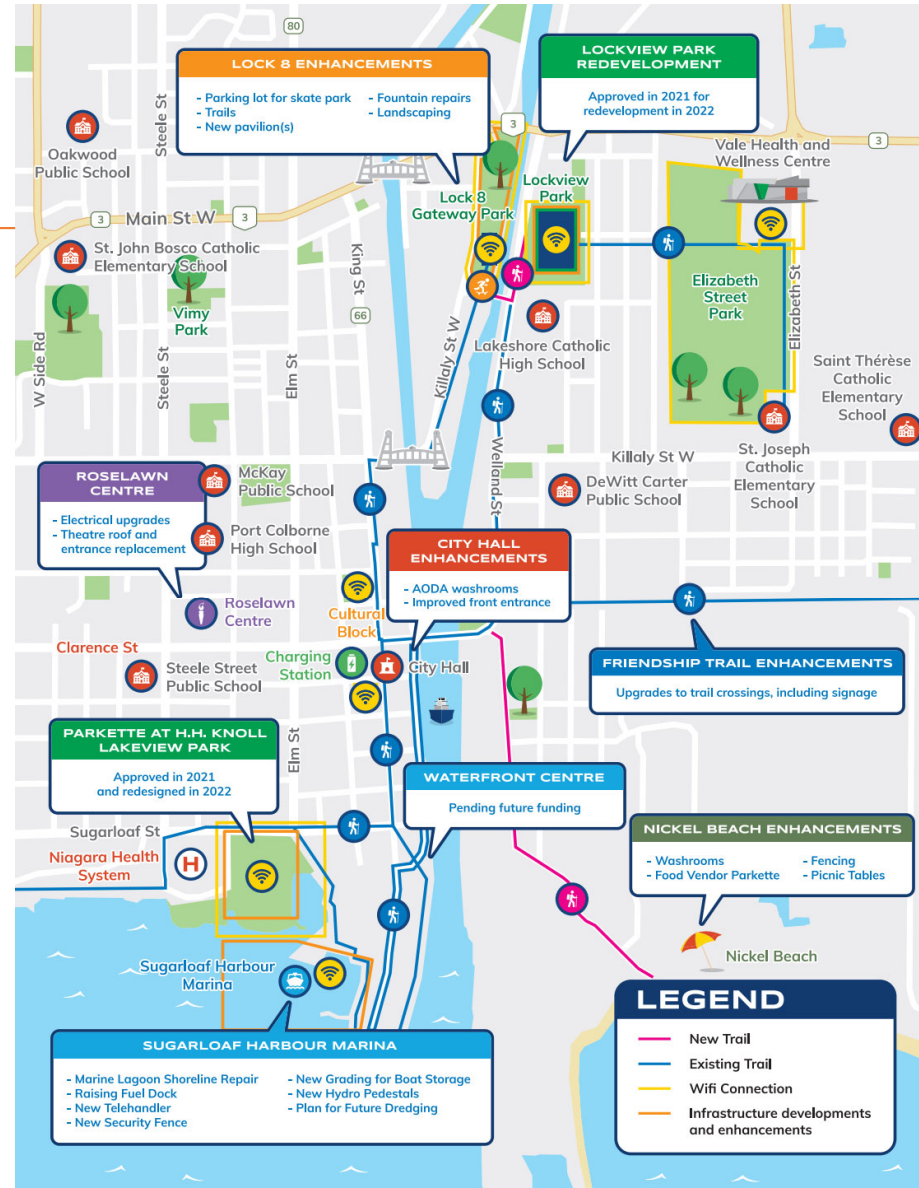 80
LOCK 8 ENHANCEMENTS
- Parking lot for skate park
- Trails
- New pavilion(s)
- Fountain repairs
- Landscaping
LOCKVIEW PARK
REDEVELOPMENT
Approved in 2021 for
redevelopment in 2022
3
3
Steele St
Oakwood
Public School
Vale Health and
Wellness Centre
Lock 8
Gateway Park
Lockview
Park
3
Main St W
3
St. John Bosco Catholic
Elementary School
King St
Vimy
Park
66
Elizabeth
Street
Park
Elizabeth St
W Side Rd
Steele St
Elm St
Killaly St W
Lakeshore Catholic
High School
Saint Thérèse
Catholic
Elementary
School
Welland St
Killaly St W
St. Joseph
Catholic
Elementary
School
ROSELAWN
CENTRE
- Electrical upgrades
- Theatre roof and
entrance replacement
McKay
Public School
DeWitt Carter
Public School
Port Colborne
High School
CITY HALL
ENHANCEMENTS
- AODA washrooms
- Improved front entrance
Roselawn
Centre
Cultural
Block
Clarence St
Charging
Station
City Hall
Steele Street
Public School
FRIENDSHIP TRAIL ENHANCEMENTS
Upgrades to trail crossings, including signage
PARKETTE AT H.H. KNOLL
LAKEVIEW PARK
Approved in 2021
and redesigned in 2022
Elm St
WATERFRONT CENTRE
Pending future funding
Sugarloaf St
Niagara Health
System
H
NICKEL BEACH ENHANCEMENTS
- Washrooms
- Food Vendor Parkette
- Fencing
- Picnic Tables
Nickel Beach
Sugarloaf Harbour
Marina
SUGARLOAF HARBOUR MARINA
- Marine Lagoon Shoreline Repair
- Raising Fuel Dock
- New Telehandler
- New Security Fence
- New Grading for Boat Storage
- New Hydro Pedestals
- Plan for Future Dredging
LEGEND
New Trail
Existing Trail
Wifi Connection
Infrastructure developments
and enhancements